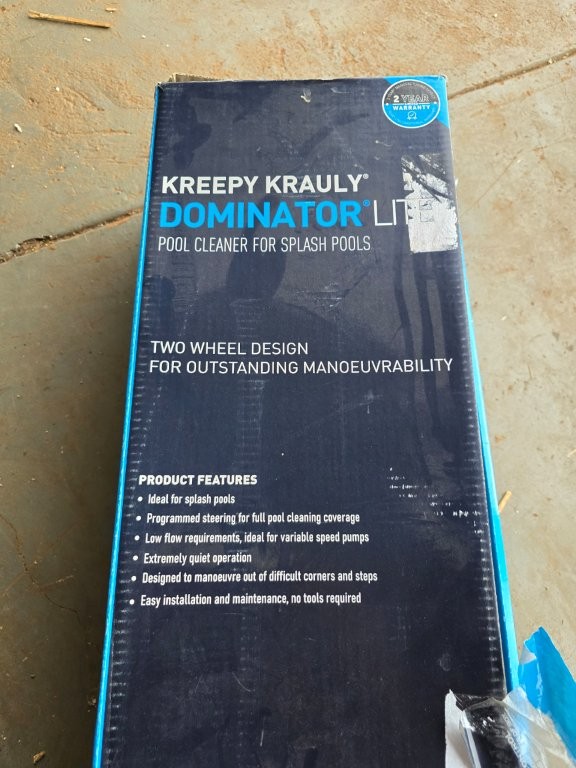 2 YEAR
WARRANTY
KREEPY KRAULY®
DOMINATOR® LITE
POOL CLEANER FOR SPLASH POOLS
TWO WHEEL DESIGN
FOR OUTSTANDING MANOEUVRABILITY
PRODUCT FEATURES
• Ideal for splash pools
• Programmed steering for full pool cleaning coverage
• Low flow requirements, ideal for variable speed pumps
• Extremely quiet operation
• Designed to manoeuvre out of difficult corners and steps
• Easy installation and maintenance, no tools required